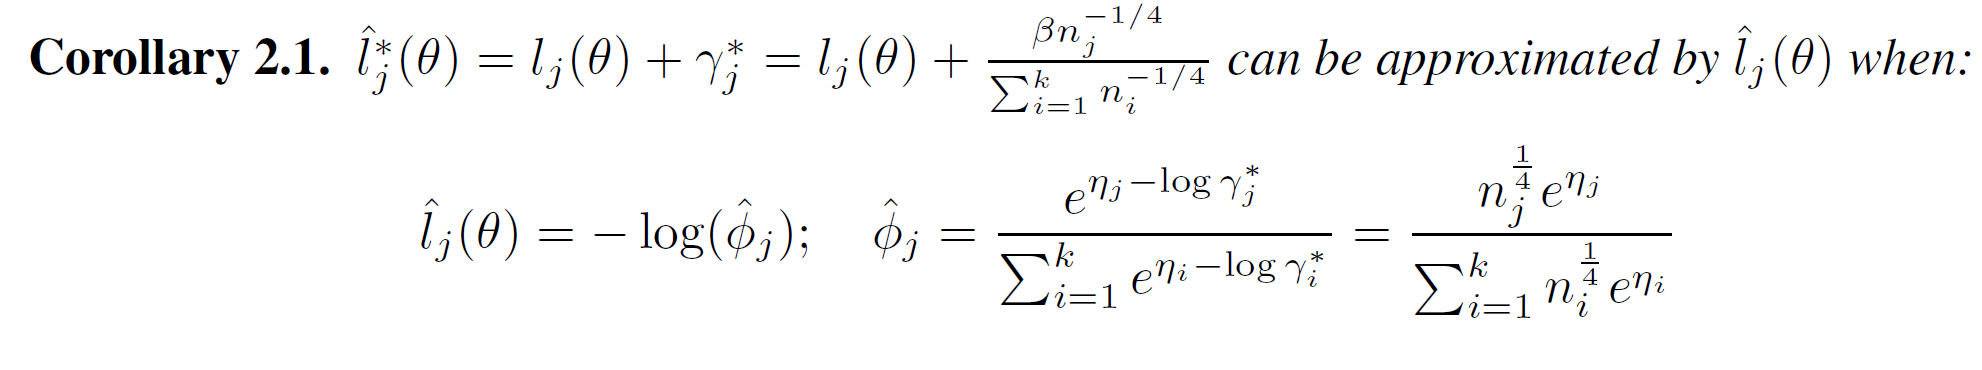 Corollary 2.1. $\hat{l}_j^*(\theta) = l_j(\theta) + \gamma_j^* = l_j(\theta) + \frac{\beta n_j^{-1/4}}{\sum_{i=1}^k n_i^{-1/4}}$ can be approximated by $\hat{l}_j(\theta)$ when:
$\hat{l}_j(\theta) = -\log(\hat{\phi}_j); \quad \hat{\phi}_j = \frac{e^{\eta_j - \log \gamma_j^*}}{\sum_{i=1}^k e^{\eta_i - \log \gamma_i^*}} = \frac{n_j^{\frac{1}{4}} e^{\eta_j}}{\sum_{i=1}^k n_i^{\frac{1}{4}} e^{\eta_i}}$